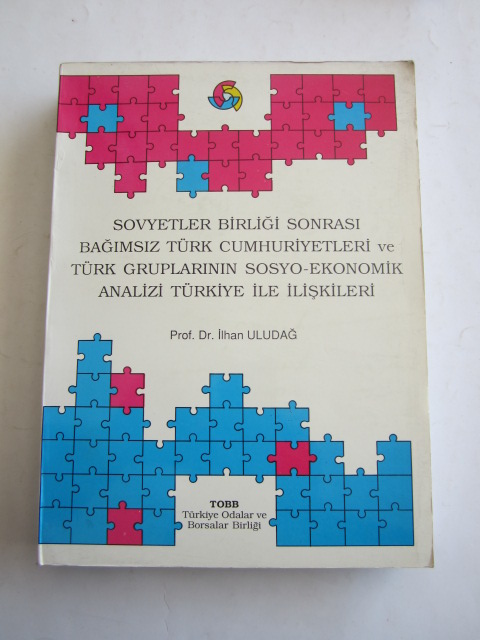 SOVYETLER BİRLİĞİ SONRASI
BAĞIMSIZ TÜRK CUMHURİYETLERİ ve
TÜRK GRUPLARININ SOSYO-EKONOMİK
ANALİZİ TÜRKİYE İLE İLİŞKİLERİ
Prof. Dr. İlhan ULUDAĞ
TOBB
Türkiye Odalar ve
Borsalar Birliği